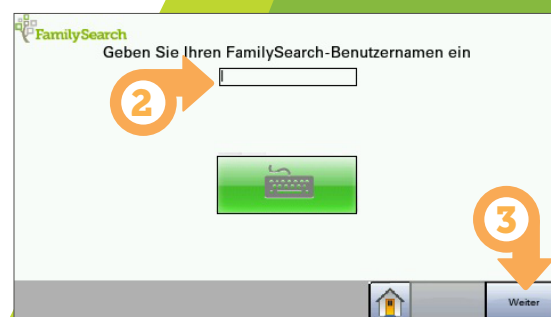 FamilySearch
Geben Sie Ihren FamilySearch-Benutzernamen ein
2
3
Weiter